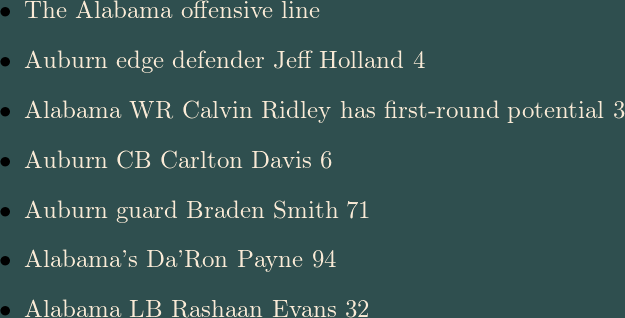 • The Alabama offensive line
• Auburn edge defender Jeff Holland 4
• Alabama WR Calvin Ridley has first-round potential 3
• Auburn CB Carlton Davis 6
• Auburn guard Braden Smith 71
• Alabama's Da'Ron Payne 94
• Alabama LB Rashaan Evans 32